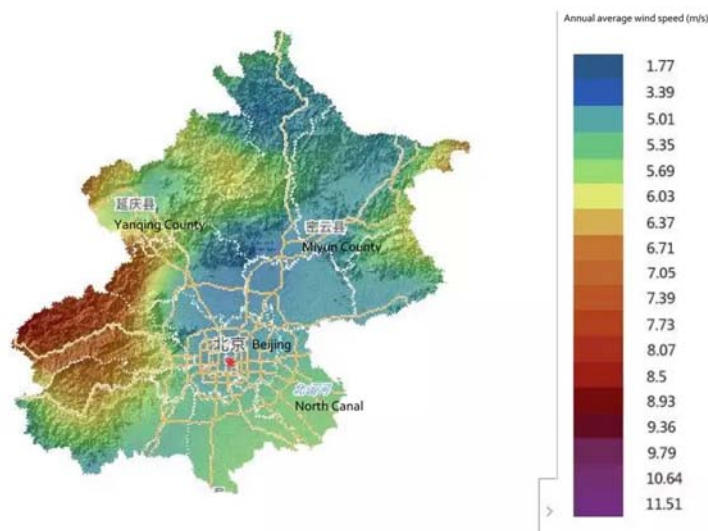 Annual average wind speed (m/s)
1.77
3.39
5.01
5.35
5.69
6.03
6.37
6.71
7.05
7.39
7.73
8.07
8.5
8.93
9.36
9.79
10.64
11.51
延庆县
Yanqing County
密云县
Miyun County
北京 Beijing
北运河
North Canal